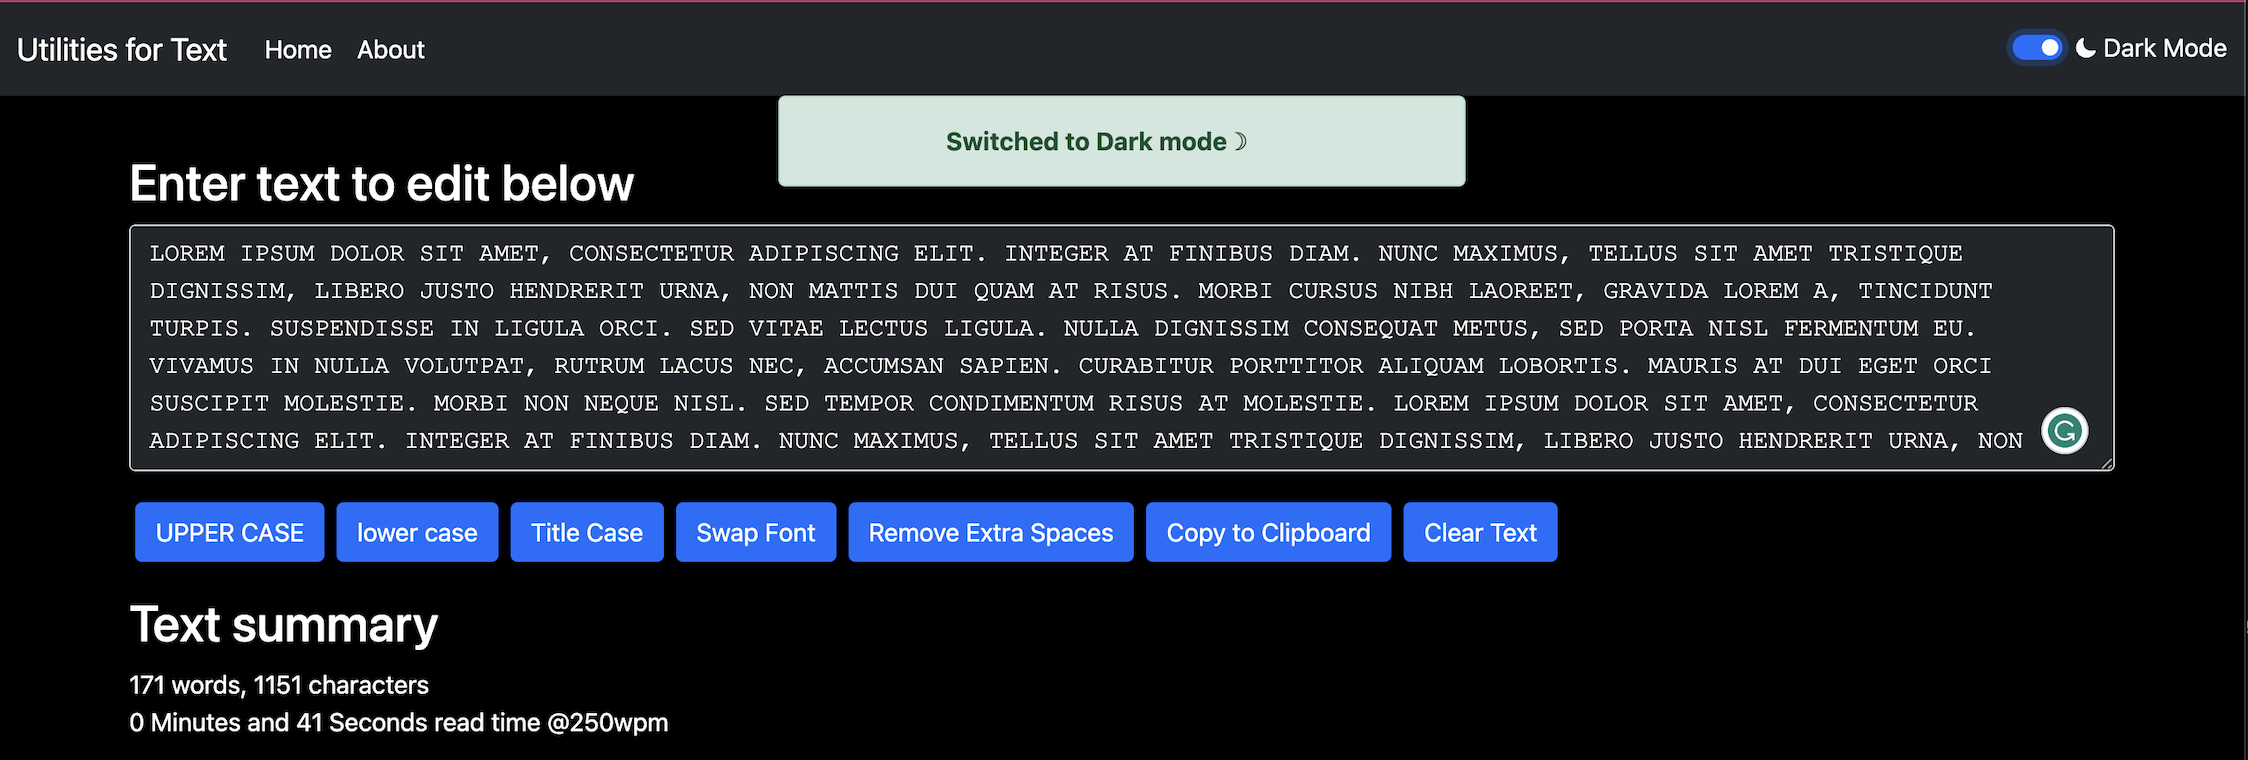 Utilities for Text Home About Dark Mode
Switched to Dark mode☽
Enter text to edit below
LOREM IPSUM DOLOR SIT AMET, CONSECTETUR ADIPISCING ELIT. INTEGER AT FINIBUS DIAM. NUNC MAXIMUS, TELLUS SIT AMET TRISTIQUE
DIGNISSIM, LIBERO JUSTO HENDRERIT URNA, NON MATTIS DUI QUAM AT RISUS. MORBI CURSUS NIBH LAOREET, GRAVIDA LOREM A, TINCIDUNT
TURPIS. SUSPENDISSE IN LIGULA ORCI. SED VITAE LECTUS LIGULA. NULLA DIGNISSIM CONSEQUAT METUS, SED PORTA NISL FERMENTUM EU.
VIVAMUS IN NULLA VOLUTPAT, RUTRUM LACUS NEC, ACCUMSAN SAPIEN. CURABITUR PORTTITOR ALIQUAM LOBORTIS. MAURIS AT DUI EGET ORCI
SUSCIPIT MOLESTIE. MORBI NON NEQUE NISL. SED TEMPOR CONDIMENTUM RISUS AT MOLESTIE. LOREM IPSUM DOLOR SIT AMET, CONSECTETUR
ADIPISCING ELIT. INTEGER AT FINIBUS DIAM. NUNC MAXIMUS, TELLUS SIT AMET TRISTIQUE DIGNISSIM, LIBERO JUSTO HENDRERIT URNA, NON
UPPER CASE lower case Title Case Swap Font Remove Extra Spaces Copy to Clipboard Clear Text
Text summary
171 words, 1151 characters
0 Minutes and 41 Seconds read time @250wpm